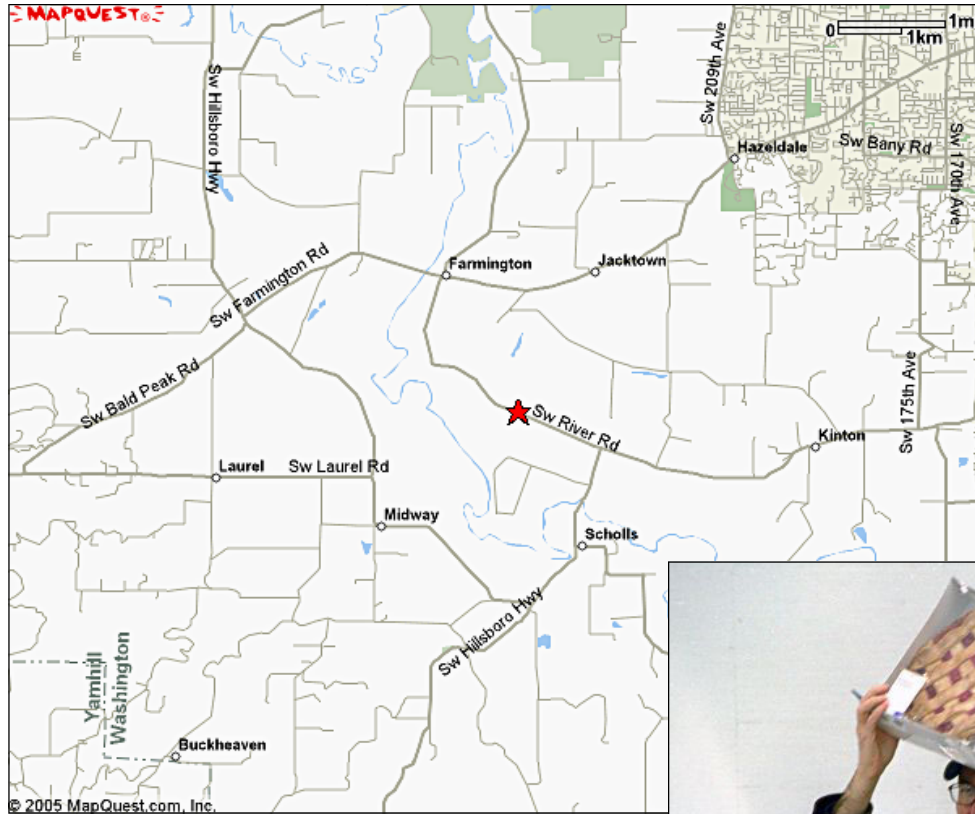 MAPQUEST®
1m
0
1km
Sw Hillsboro Hwy
Sw 209th Ave
Hazeldale
Sw Bany Rd
Sw 170th Ave
Sw Farmington Rd
Farmington
Jacktown
Sw Bald Peak Rd
Sw River Rd
Sw 175th Ave
Kinton
Laurel
Sw Laurel Rd
Midway
Scholls
Sw Hillsboro Hwy
Yamhill
Washington
Buckheaven
© 2005 MapQuest.com, Inc.